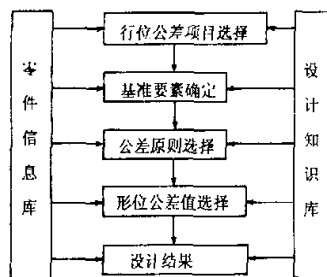 零件信息库
行位公差项目选择
基准要素确定
公差原则选择
形位公差值选择
设计结果
设计知识库